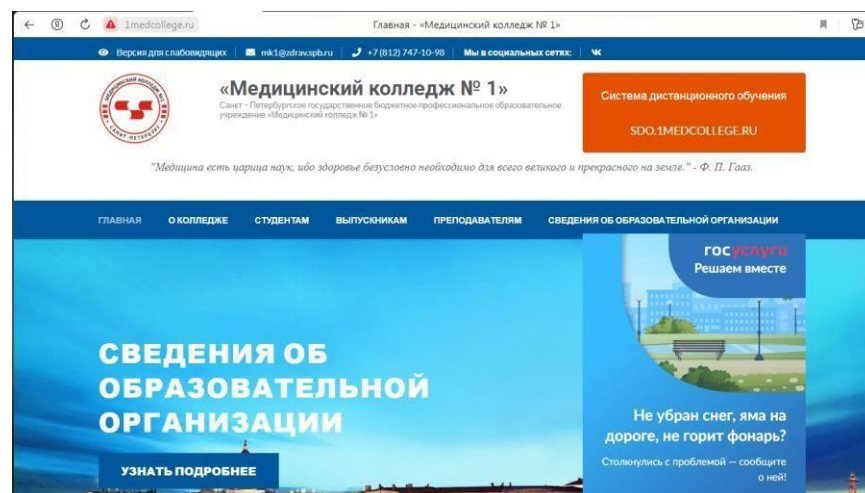 1medcollege.ru
Главная - «Медицинский колледж № 1»
Версия для слабовидящих
mk1@zdrav.spb.ru
+7 (812) 747-10-98
Мы в социальных сетях:
«Медицинский колледж № 1»
Санкт – Петербургское государственное бюджетное профессиональное образовательное
учреждение «Медицинский колледж № 1»
Система дистанционного обучения
SDO.1MEDCOLLEGE.RU
"Медицина есть царица наук, ибо здоровье безусловно необходимо для всего великого и прекрасного на земле." - Ф. П. Гааз.
ГЛАВНАЯ О КОЛЛЕДЖЕ СТУДЕНТАМ ВЫПУСКНИКАМ ПРЕПОДАВАТЕЛЯМ СВЕДЕНИЯ ОБ ОБРАЗОВАТЕЛЬНОЙ ОРГАНИЗАЦИИ
СВЕДЕНИЯ ОБ
ОБРАЗОВАТЕЛЬНОЙ
ОРГАНИЗАЦИИ
УЗНАТЬ ПОДРОБНЕЕ
госуслуги
Решаем вместе
Не убран снег, яма на
дороге, не горит фонарь?
Столкнулись с проблемой — сообщите
о ней!